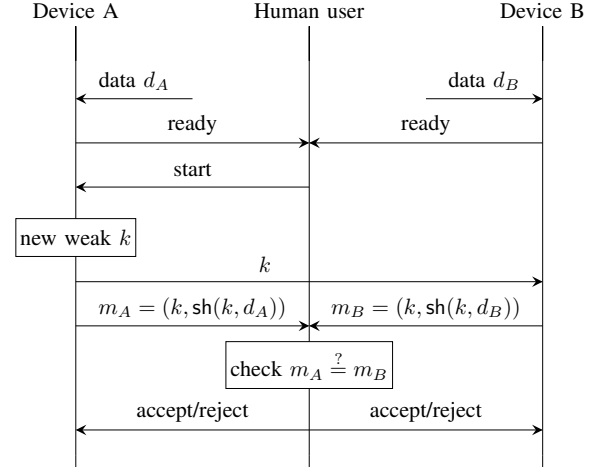 Device A Human user Device B
data d_A data d_B
ready ready
start
new weak k
k
m_A = (k, sh(k, d_A)) m_B = (k, sh(k, d_B))
check m_A ≟ m_B
accept/reject accept/reject